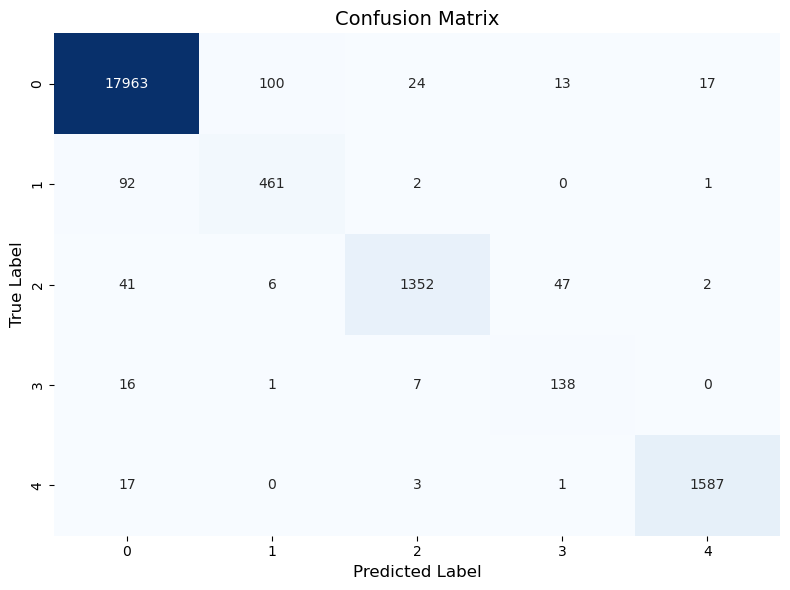 Confusion Matrix
0 17963 100 24 13 17
1 92 461 2 0 1
2 41 6 1352 47 2
3 16 1 7 138 0
4 17 0 3 1 1587
True Label
0 1 2 3 4
Predicted Label